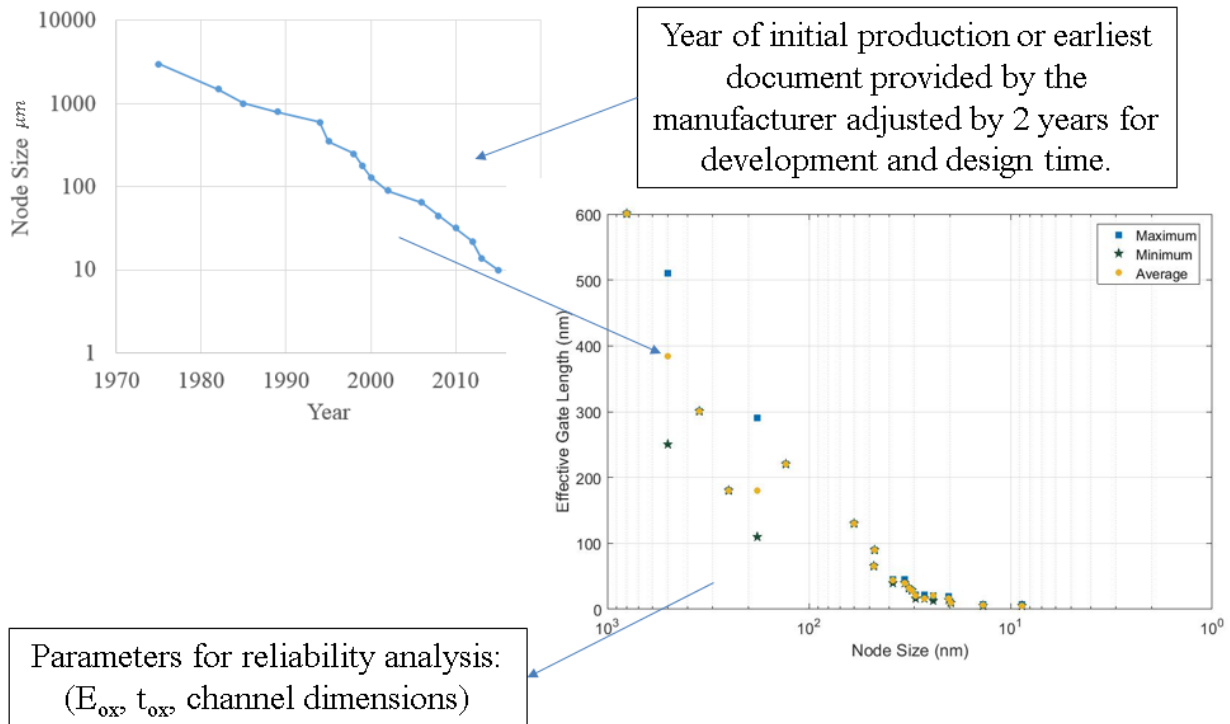 10000
1000
100
10
1
Node Size μm
1970 1980 1990 2000 2010
Year
Year of initial production or earliest
document provided by the
manufacturer adjusted by 2 years for
development and design time.
600
500
400
300
200
100
0
Effective Gate Length (nm)
Maximum
Minimum
Average
10³ 10² 10¹ 10⁰
Node Size (nm)
Parameters for reliability analysis:
(Eₒₓ, tₒₓ, channel dimensions)